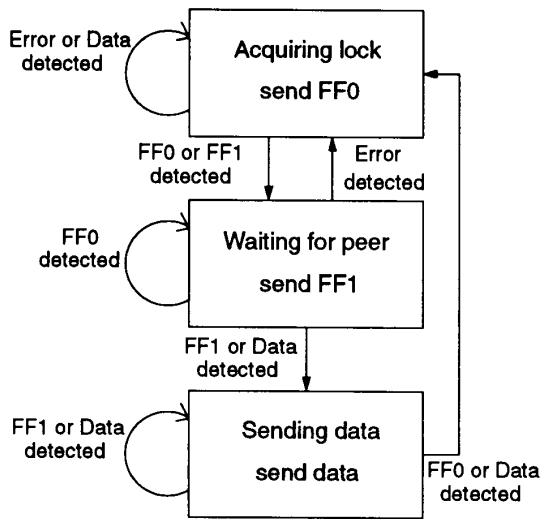 Error or Data
detected
Acquiring lock
send FF0
FF0 or FF1
detected
Error
detected
FF0
detected
Waiting for peer
send FF1
FF1 or Data
detected
FF1 or Data
detected
Sending data
send data
FF0 or Data
detected